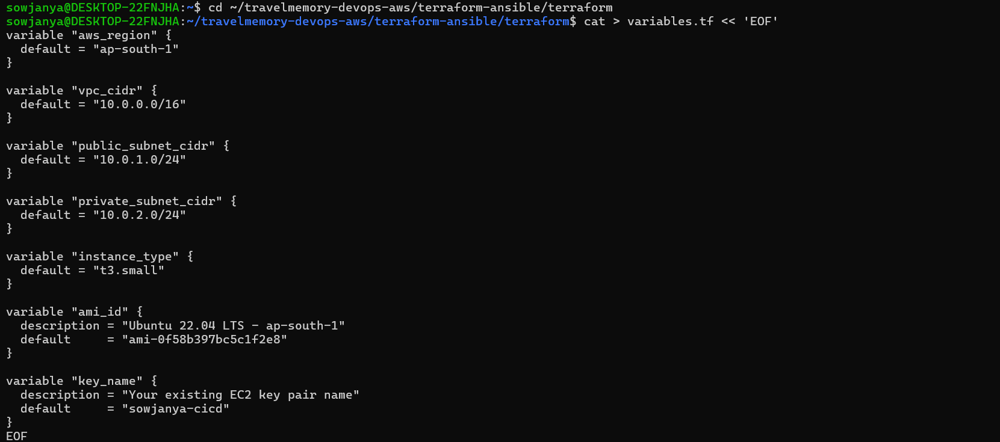 sowjanya@DESKTOP-22FNJHA:~$ cd ~/travelmemory-devops-aws/terraform-ansible/terraform
sowjanya@DESKTOP-22FNJHA:~/travelmemory-devops-aws/terraform-ansible/terraform$ cat > variables.tf << 'EOF'
variable "aws_region" {
  default = "ap-south-1"
}

variable "vpc_cidr" {
  default = "10.0.0.0/16"
}

variable "public_subnet_cidr" {
  default = "10.0.1.0/24"
}

variable "private_subnet_cidr" {
  default = "10.0.2.0/24"
}

variable "instance_type" {
  default = "t3.small"
}

variable "ami_id" {
  description = "Ubuntu 22.04 LTS - ap-south-1"
  default     = "ami-0f58b397bc5c1f2e8"
}

variable "key_name" {
  description = "Your existing EC2 key pair name"
  default     = "sowjanya-cicd"
}
EOF